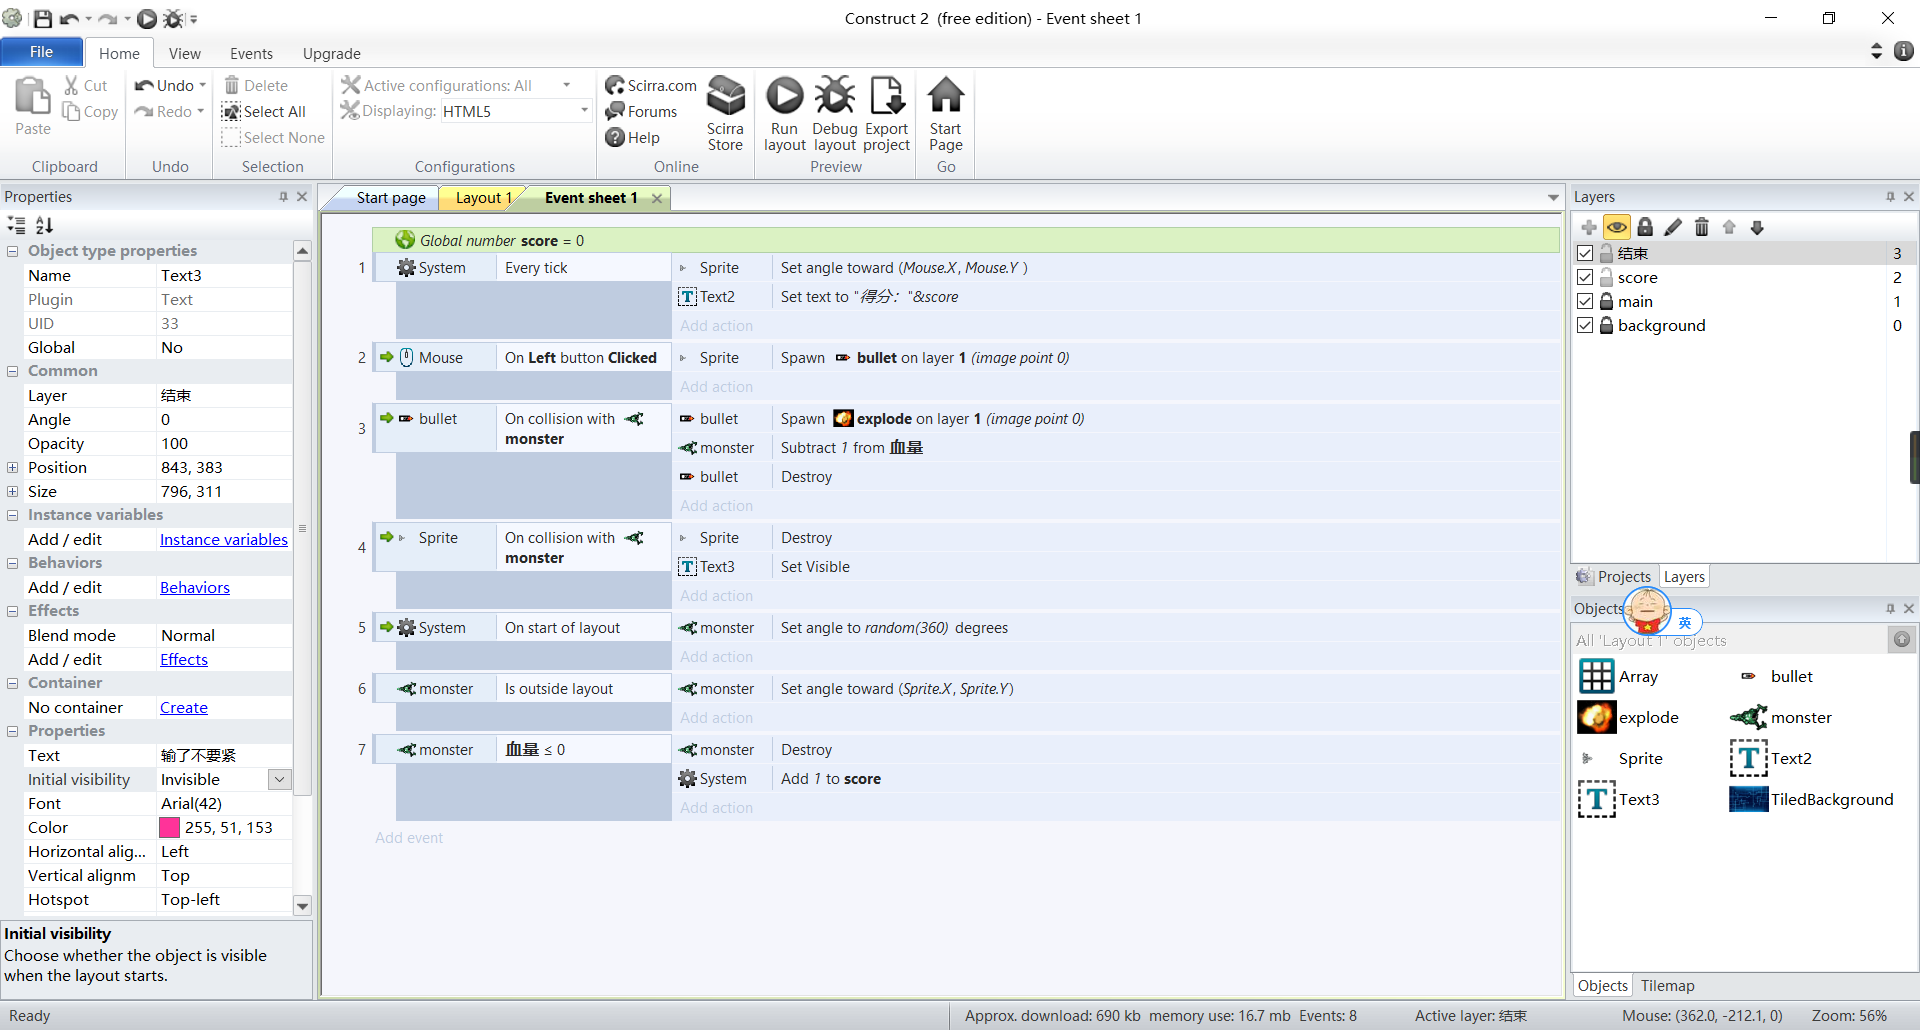 Construct 2 (free edition) - Event sheet 1
File
Home
View
Events
Upgrade
Paste
Cut
Copy
Clipboard
Undo
Redo
Undo
Delete
Select All
Select None
Selection
Active configurations: All
Displaying: HTML5
Configurations
Scirra.com
Forums
Help
Scirra Store
Online
Run layout
Debug layout
Export project
Preview
Start Page
Go
Properties
Object type properties
Name Text3
Plugin Text
UID 33
Global No
Common
Layer 结束
Angle 0
Opacity 100
Position 843, 383
Size 796, 311
Instance variables
Add / edit Instance variables
Behaviors
Add / edit Behaviors
Effects
Blend mode Normal
Add / edit Effects
Container
No container Create
Properties
Text 输了不要紧
Initial visibility Invisible
Font Arial(42)
Color 255, 51, 153
Horizontal alig... Left
Vertical alignm Top
Hotspot Top-left
Initial visibility
Choose whether the object is visible
when the layout starts.
Start page
Layout 1
Event sheet 1
Global number score = 0
1 System Every tick Sprite Set angle toward (Mouse.X, Mouse.Y )
Text2 Set text to "得分："&score
Add action
2 Mouse On Left button Clicked Sprite Spawn bullet on layer 1 (image point 0)
Add action
3 bullet On collision with monster bullet Spawn explode on layer 1 (image point 0)
monster Subtract 1 from 血量
bullet Destroy
Add action
4 Sprite On collision with monster Sprite Destroy
Text3 Set Visible
Add action
5 System On start of layout monster Set angle to random(360) degrees
Add action
6 monster Is outside layout monster Set angle toward (Sprite.X, Sprite.Y)
Add action
7 monster 血量 ≤ 0 monster Destroy
System Add 1 to score
Add action
Add event
Layers
结束 3
score 2
main 1
background 0
Projects
Layers
Objects
英
All 'Layout 1' objects
Array
bullet
explode
monster
Sprite
Text2
Text3
TiledBackground
Objects
Tilemap
Ready
Approx. download: 690 kb memory use: 16.7 mb Events: 8
Active layer: 结束
Mouse: (362.0, -212.1, 0)
Zoom: 56%